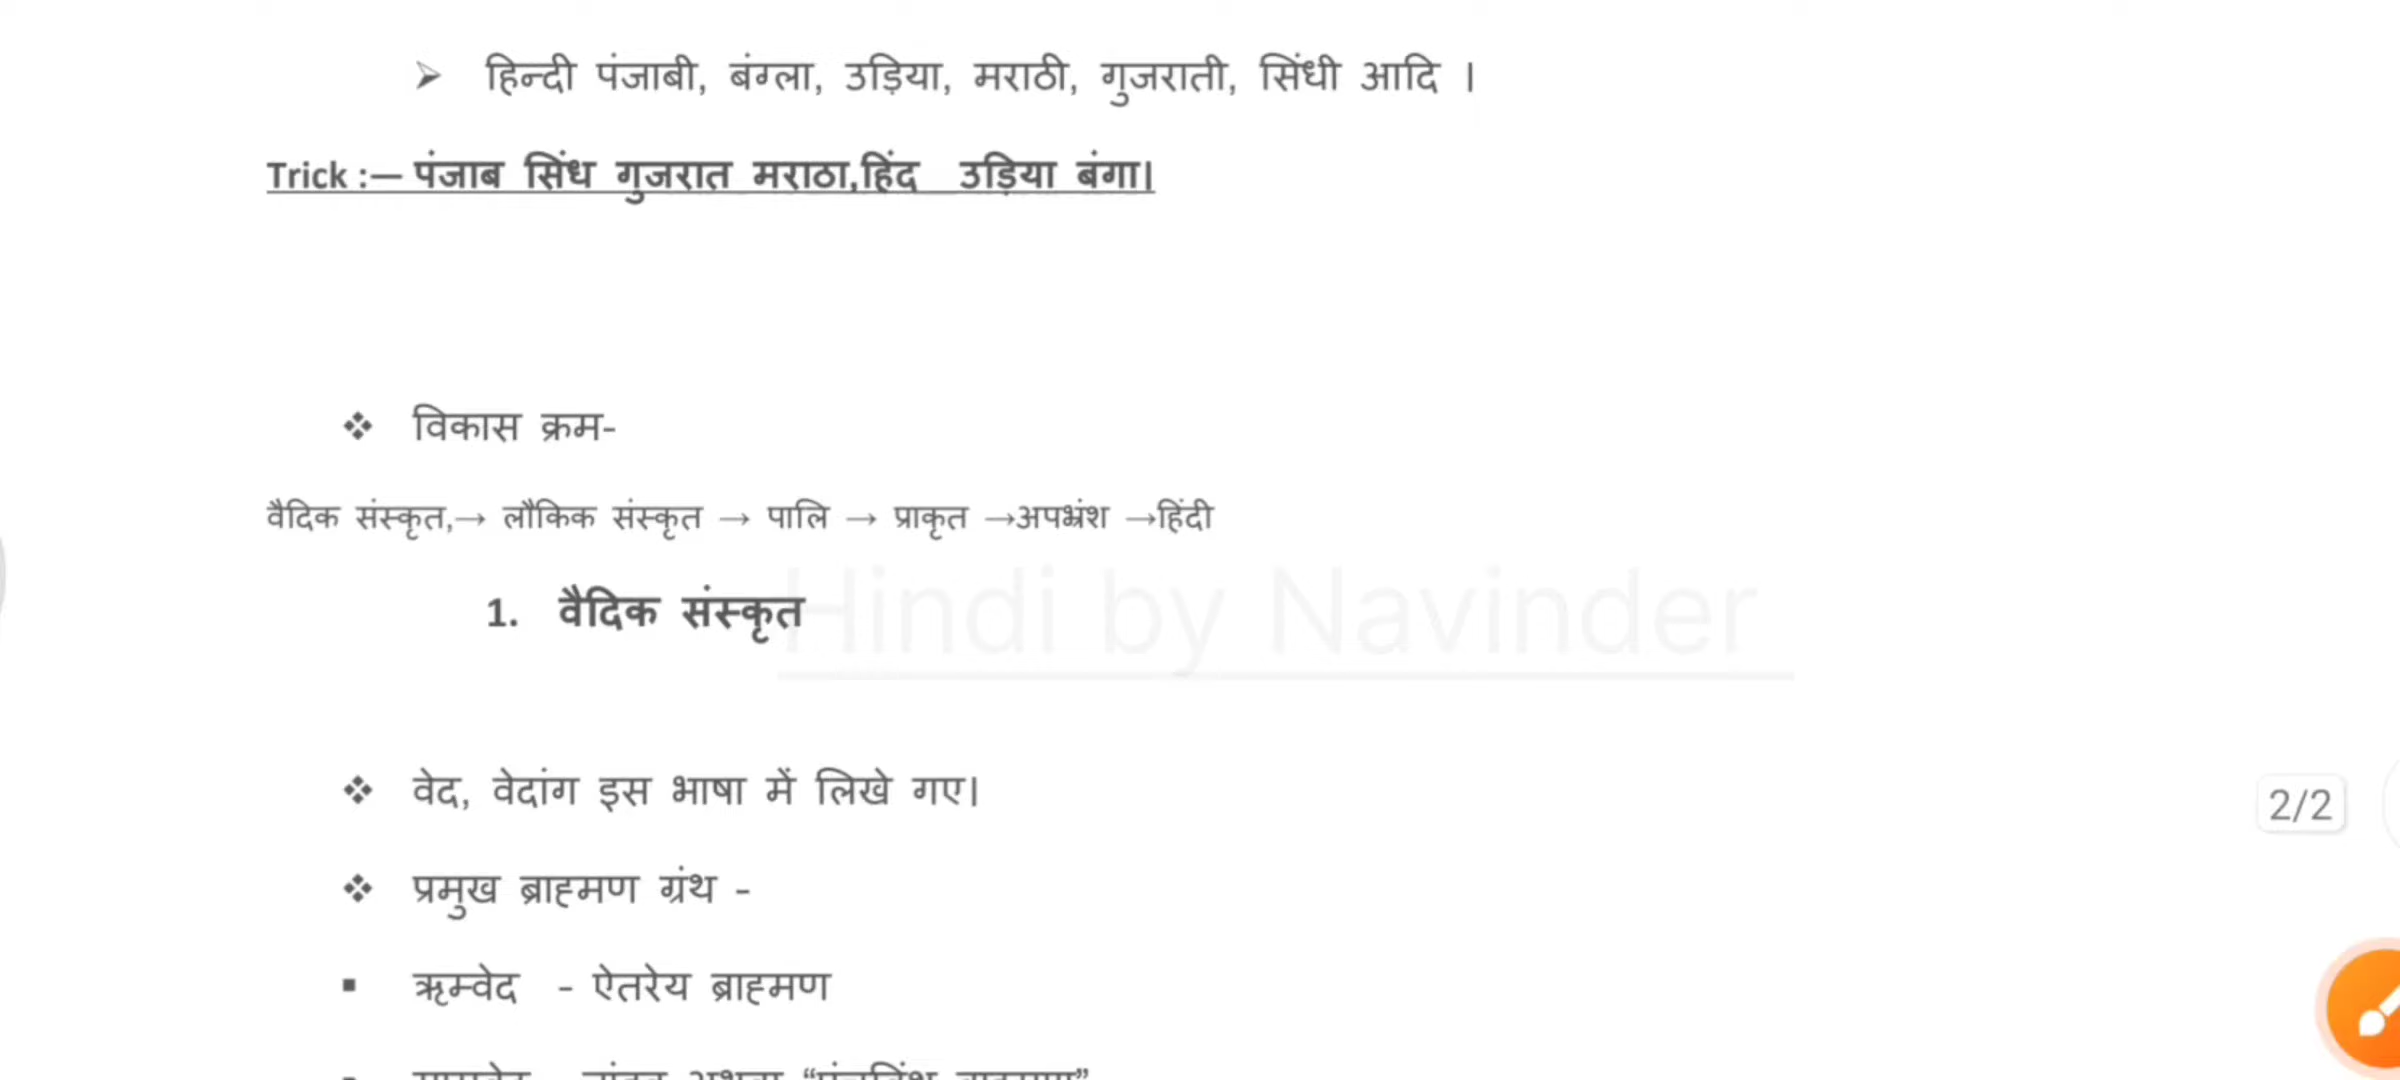 ➢ हिन्दी पंजाबी, बंग्ला, उड़िया, मराठी, गुजराती, सिंधी आदि ।
Trick :— पंजाब सिंध गुजरात मराठा,हिंद उड़िया बंगा।
❖ विकास क्रम-
वैदिक संस्कृत,→ लौकिक संस्कृत → पालि → प्राकृत →अपभ्रंश →हिंदी
1. वैदिक संस्कृत
Hindi by Navinder
❖ वेद, वेदांग इस भाषा में लिखे गए।
2/2
❖ प्रमुख ब्राह्मण ग्रंथ -
▪ ऋम्वेद - ऐतरेय ब्राह्मण